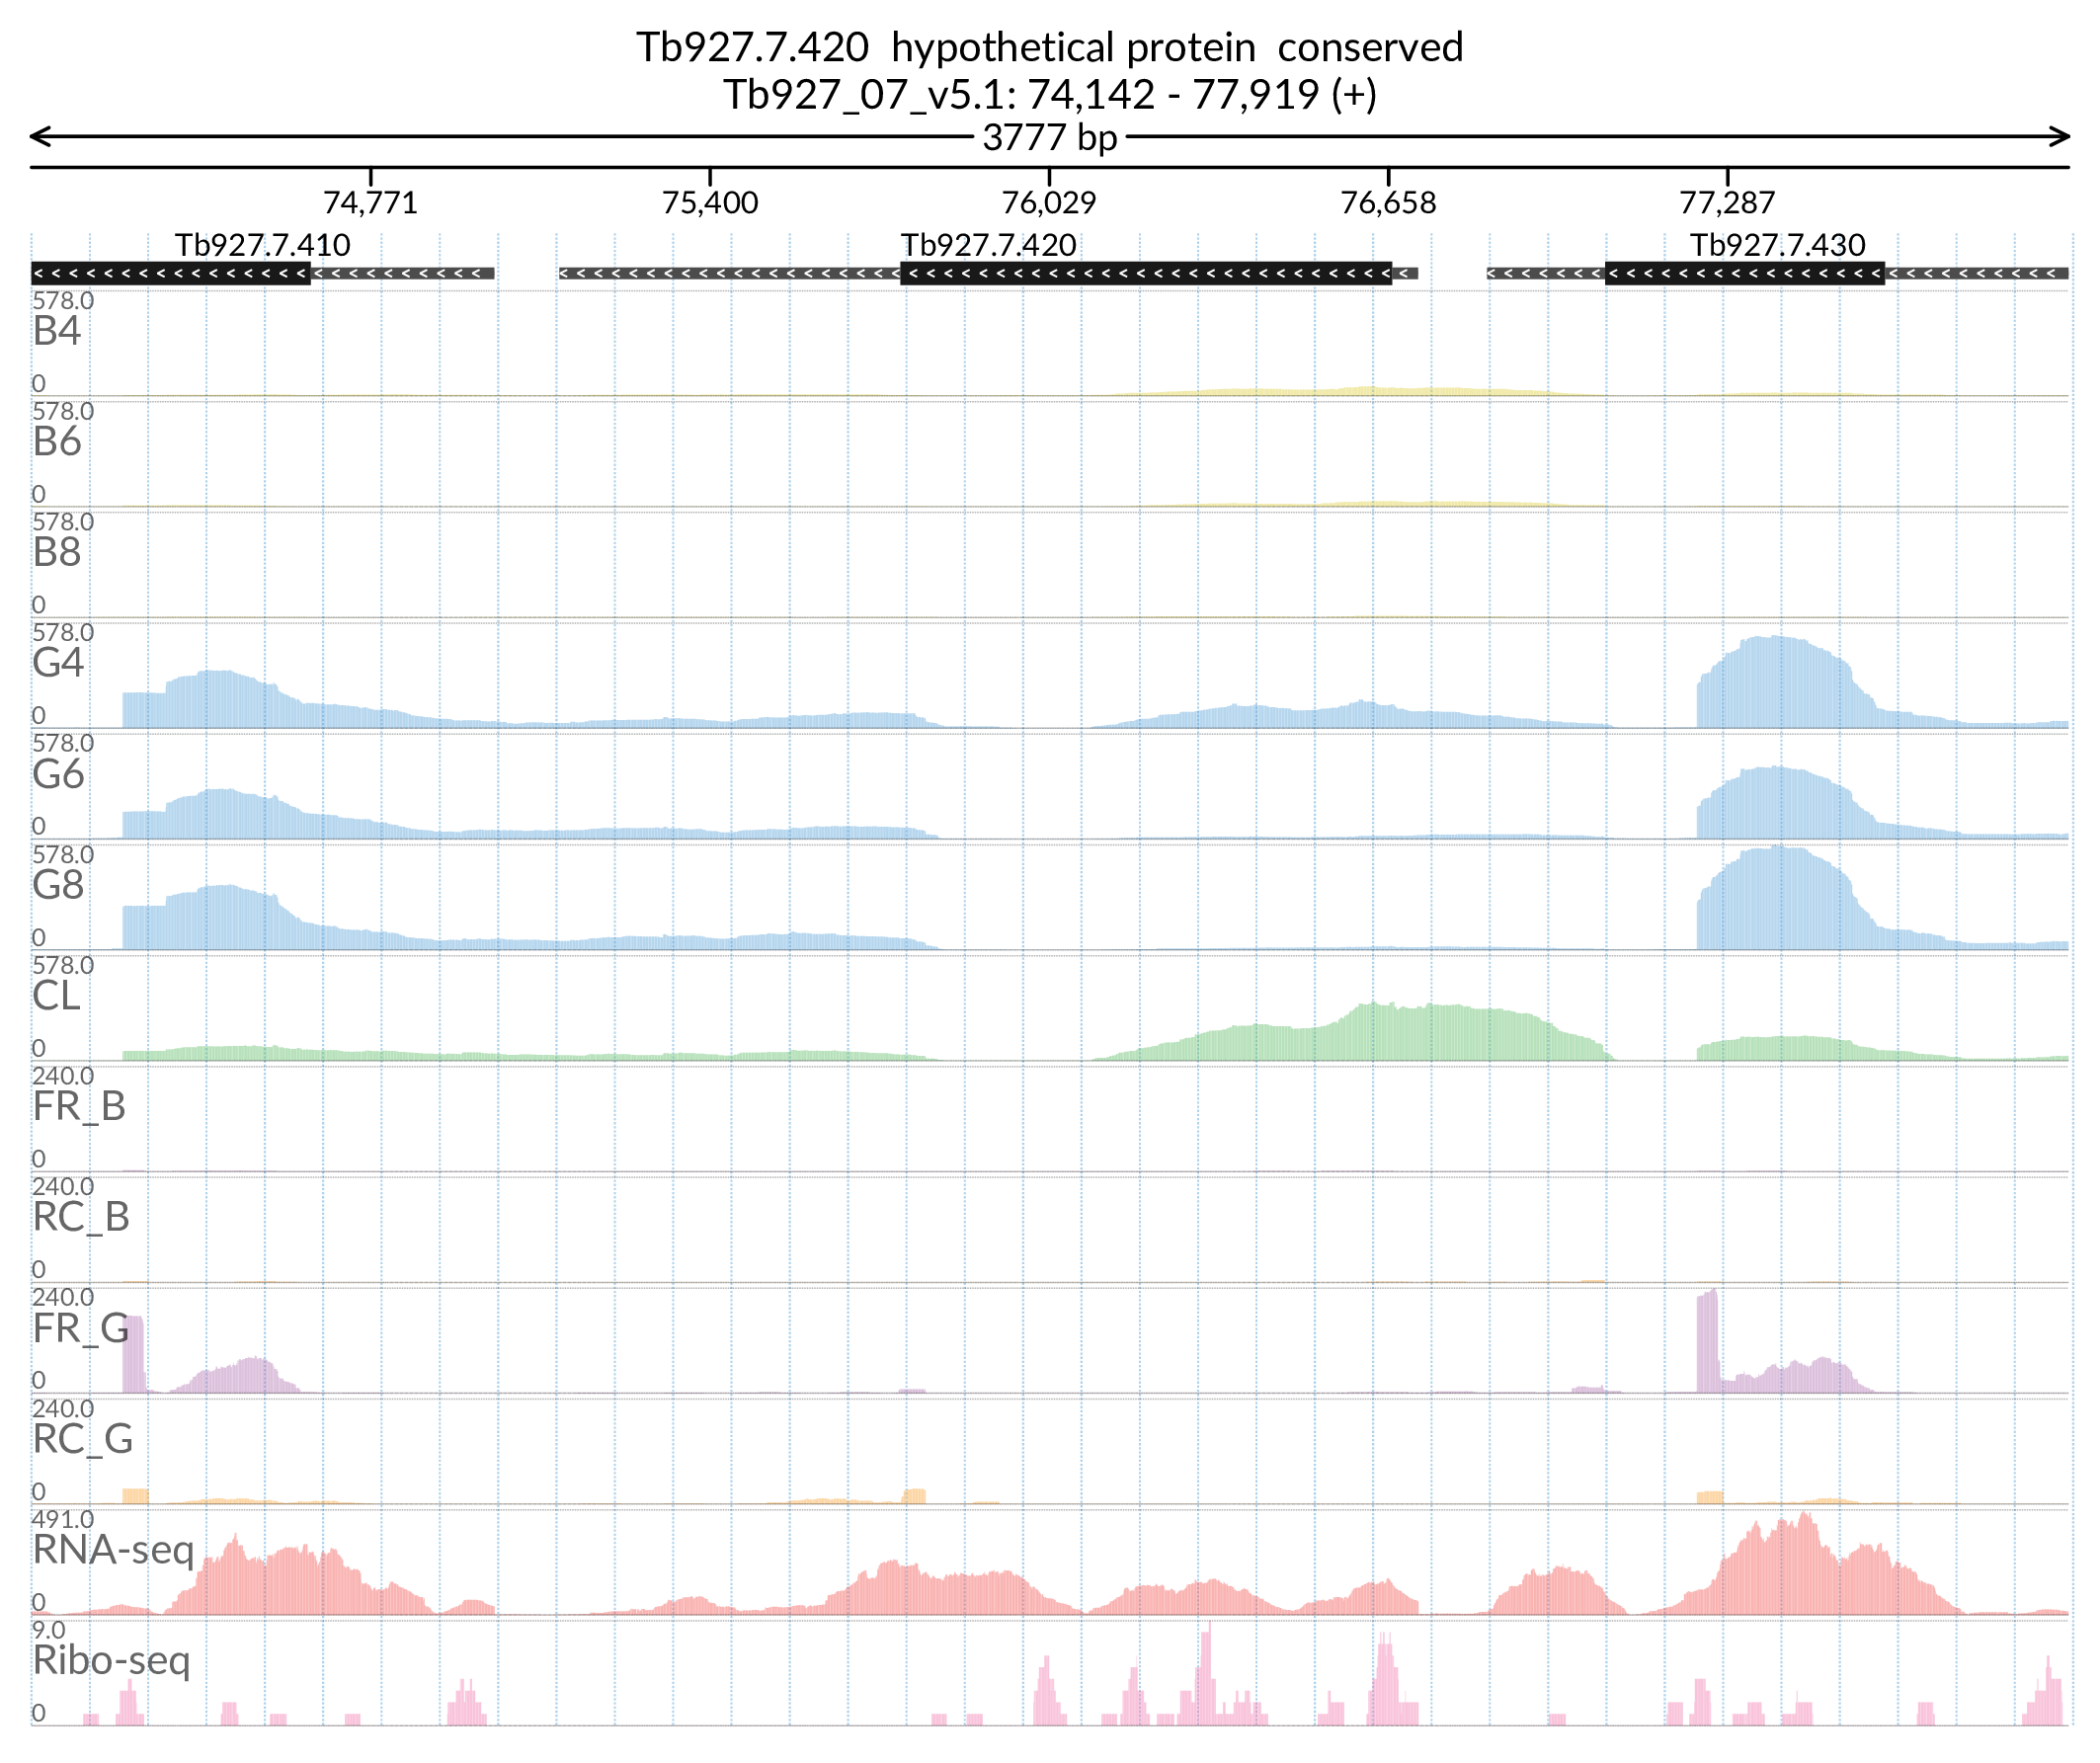 Tb927.7.420  hypothetical protein  conserved
Tb927_07_v5.1: 74,142 - 77,919 (+)
3777 bp
74,771 75,400 76,029 76,658 77,287
Tb927.7.410 Tb927.7.420 Tb927.7.430
578.0
B4
0
578.0
B6
0
578.0
B8
0
578.0
G4
0
578.0
G6
0
578.0
G8
0
578.0
CL
0
240.0
FR_B
0
240.0
RC_B
0
240.0
FR_G
0
240.0
RC_G
0
491.0
RNA-seq
0
9.0
Ribo-seq
0